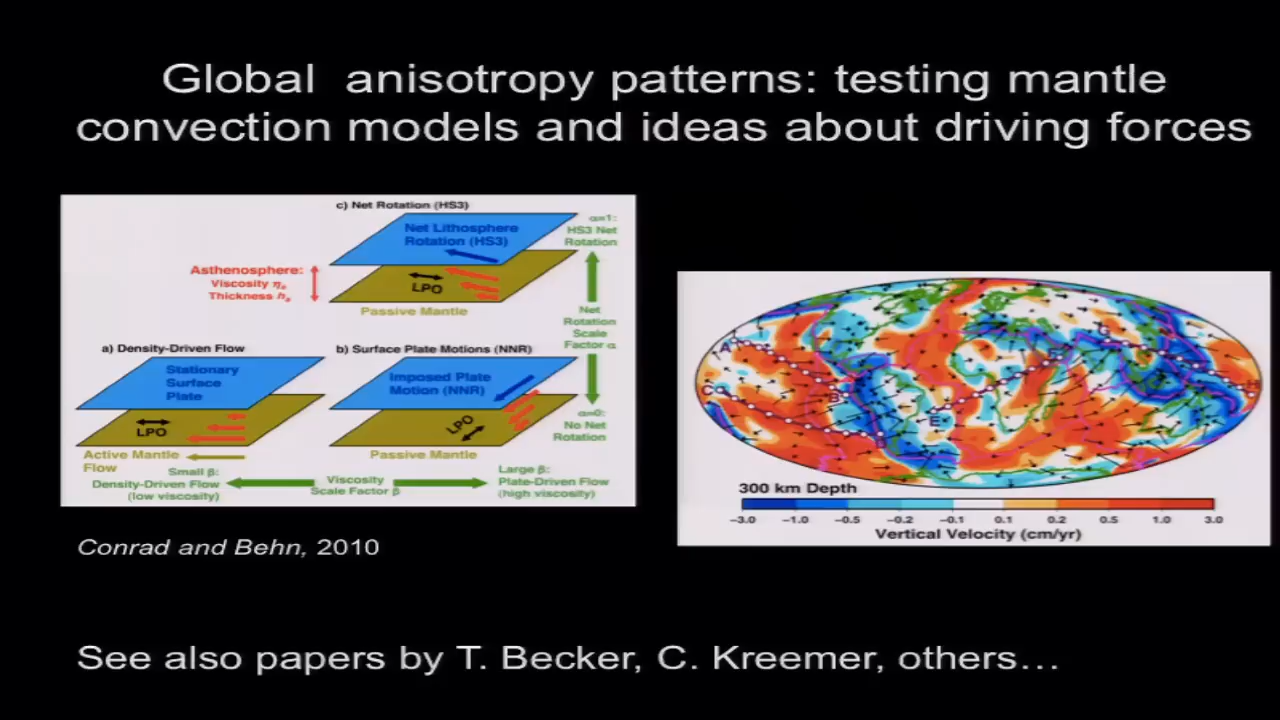 Global anisotropy patterns: testing mantle
convection models and ideas about driving forces
c) Net Rotation (HS3)
Net Lithosphere
Rotation (HS3)
α=1:
HS3 Net
Rotation
Asthenosphere:
Viscosity ηa
Thickness ha
LPO
Passive Mantle
Net
Rotation
Scale
Factor α
a) Density-Driven Flow
Stationary
Surface
Plate
LPO
Active Mantle
Flow
b) Surface Plate Motions (NNR)
Imposed Plate
Motion (NNR)
LPO
Passive Mantle
α=0:
No Net
Rotation
Small β:
Density-Driven Flow
(low viscosity)
Viscosity
Scale Factor β
Large β:
Plate-Driven Flow
(high viscosity)
A
B
C
E
G
H
300 km Depth
−3.0 −1.0 −0.5 −0.2 −0.1 0.1 0.2 0.5 1.0 3.0
Vertical Velocity (cm/yr)
Conrad and Behn, 2010
See also papers by T. Becker, C. Kreemer, others…